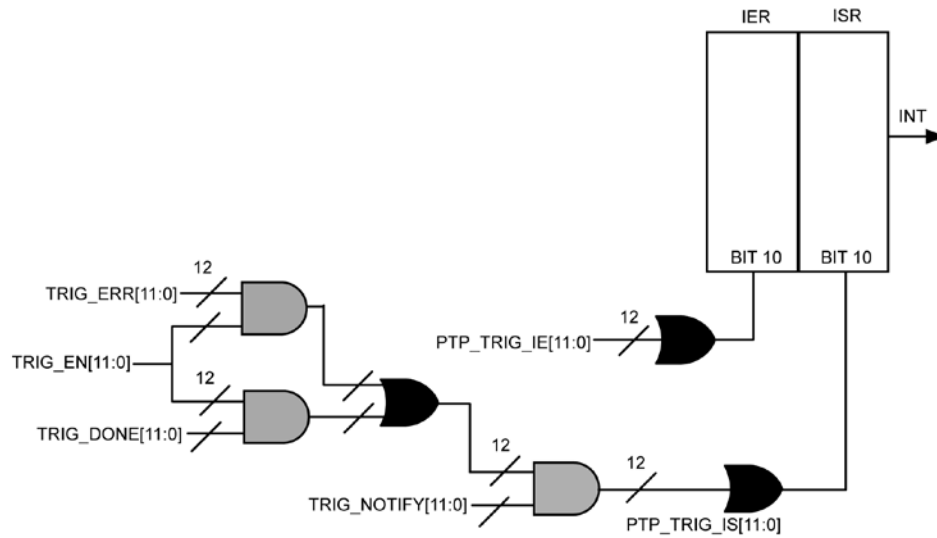 IER ISR
INT
BIT 10 BIT 10
12
TRIG_ERR[11:0]
12
PTP_TRIG_IE[11:0]
TRIG_EN[11:0]
12
TRIG_DONE[11:0]
12
12
TRIG_NOTIFY[11:0]
PTP_TRIG_IS[11:0]